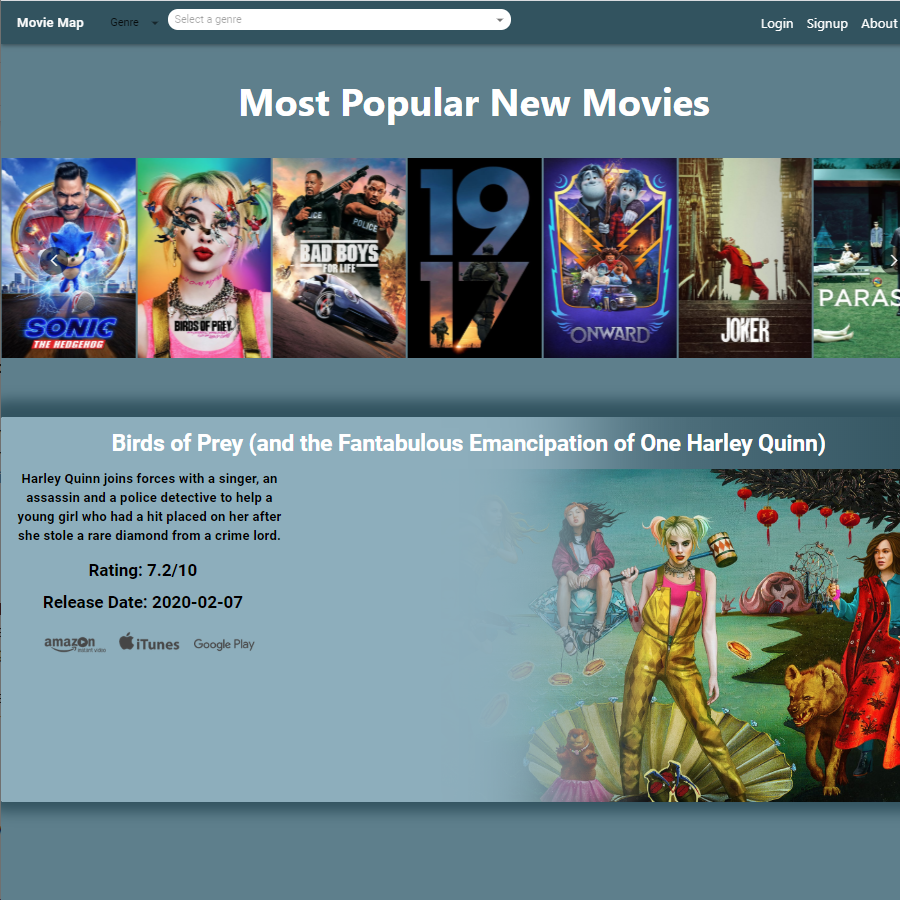 Movie Map
Genre
Select a genre
Login
Signup
About
Most Popular New Movies
SONIC
THE HEDGEHOG
BIRDS OF PREY
POLICE
BAD BOYS
FOR LIFE
19
17
ONWARD
JOKER
PARAS
Birds of Prey (and the Fantabulous Emancipation of One Harley Quinn)
Harley Quinn joins forces with a singer, an
assassin and a police detective to help a
young girl who had a hit placed on her after
she stole a rare diamond from a crime lord.
Rating: 7.2/10
Release Date: 2020-02-07
amazon
instant video
iTunes
Google Play